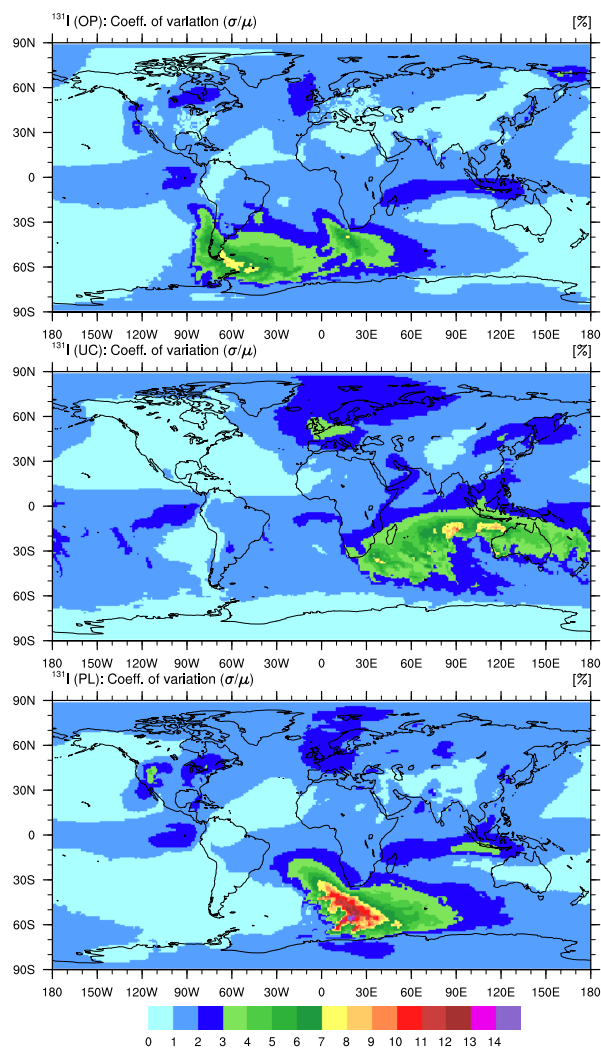 ¹³¹I (OP): Coeff. of variation (σ/μ) [%]
90N
60N
30N
0
30S
60S
90S
180 150W 120W 90W 60W 30W 0 30E 60E 90E 120E 150E 180
¹³¹I (UC): Coeff. of variation (σ/μ) [%]
90N
60N
30N
0
30S
60S
90S
180 150W 120W 90W 60W 30W 0 30E 60E 90E 120E 150E 180
¹³¹I (PL): Coeff. of variation (σ/μ) [%]
90N
60N
30N
0
30S
60S
90S
180 150W 120W 90W 60W 30W 0 30E 60E 90E 120E 150E 180
0 1 2 3 4 5 6 7 8 9 10 11 12 13 14